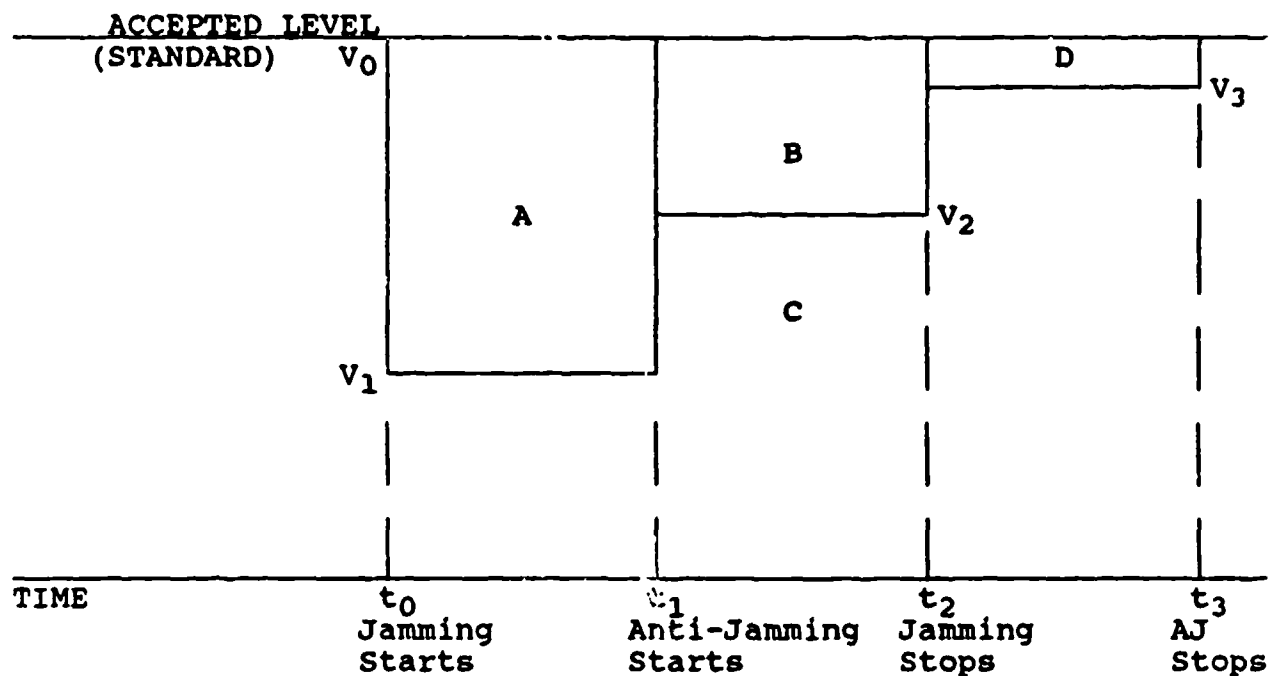 ACCEPTED LEVEL
(STANDARD) V0
D
V3
B
A
V2
C
V1
TIME t0 t1 t2 t3
Jamming Anti-Jamming Jamming AJ
Starts Starts Stops Stops